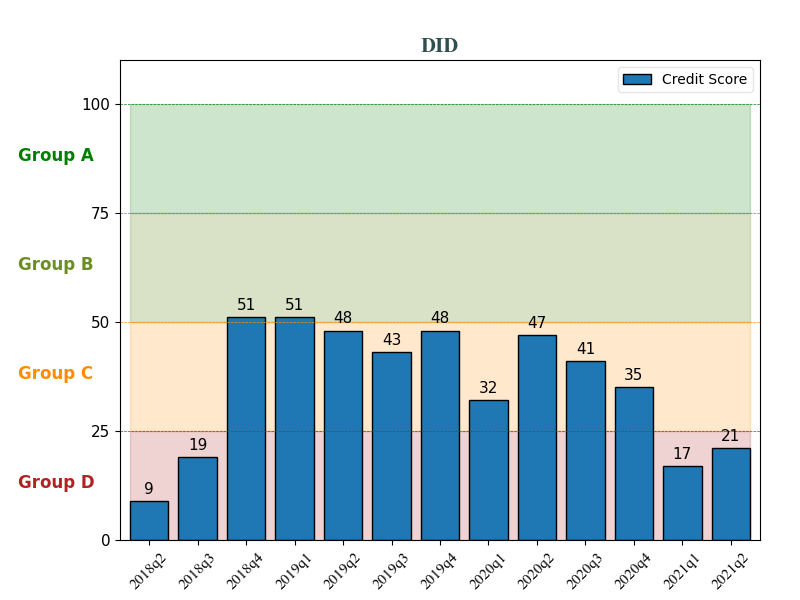 DID
Credit Score
100
Group A
75
Group B
51 51 50 48 43 48 47
Group C
41 35 32
25
19 21 17
Group D
9
0
2018q2 2018q3 2018q4 2019q1 2019q2 2019q3 2019q4 2020q1 2020q2 2020q3 2020q4 2021q1 2021q2